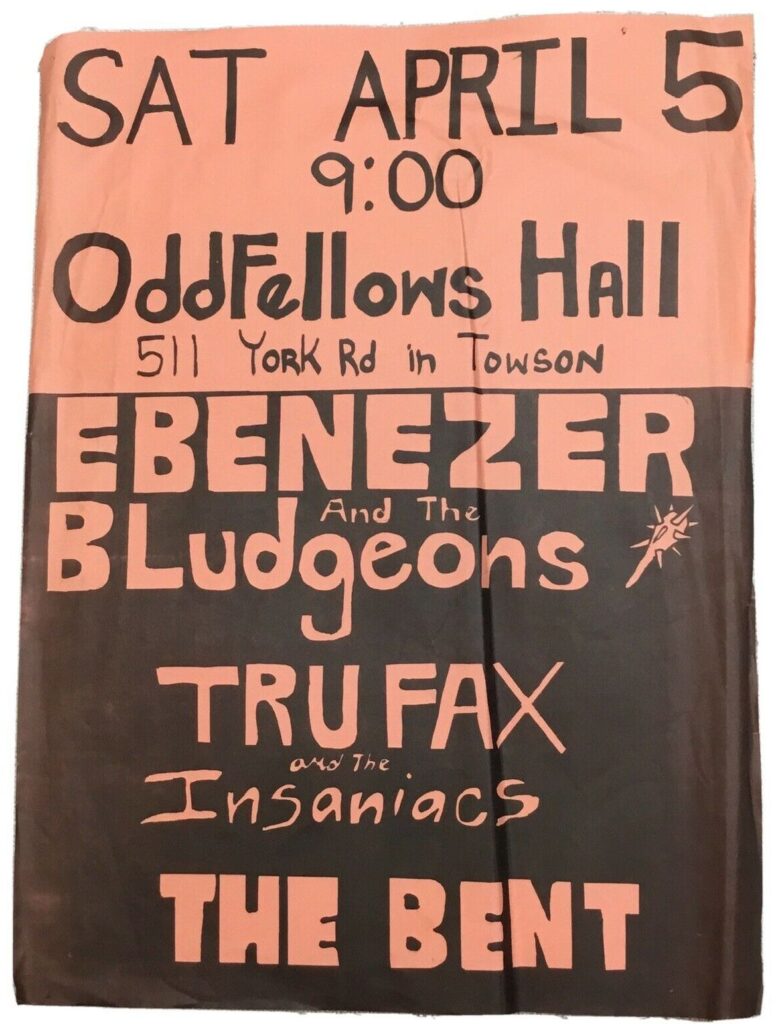 SAT APRIL 5
9:00
OddFellows Hall
511 York Rd in Towson
EBENEZER
And The
BLudgeons
TRU FAX
and The
Insaniacs
THE BENT